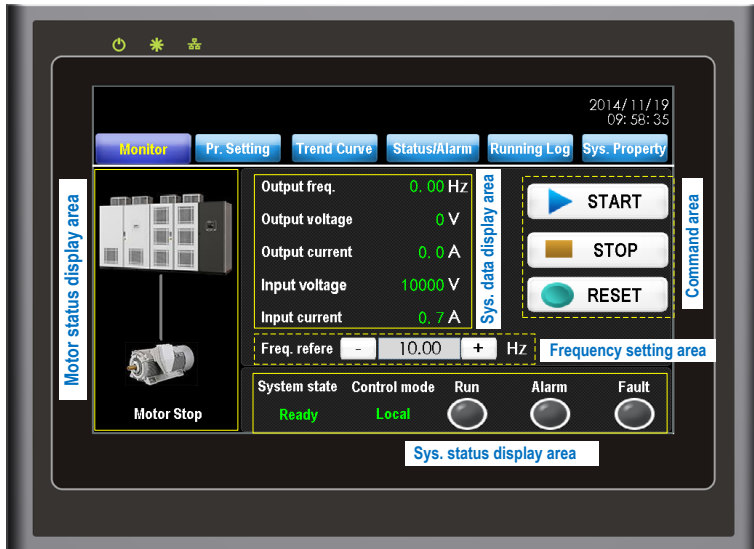 2014/11/19
09:58:35
Monitor Pr. Setting Trend Curve Status/Alarm Running Log Sys. Property
Motor status display area
Motor Stop
Output freq. 0.00 Hz
Output voltage 0 V
Output current 0.0 A
Input voltage 10000 V
Input current 0.7 A
Sys. data display area
START
STOP
RESET
Command area
Freq. refere - 10.00 + Hz
Frequency setting area
System state Control mode Run Alarm Fault
Ready Local
Sys. status display area